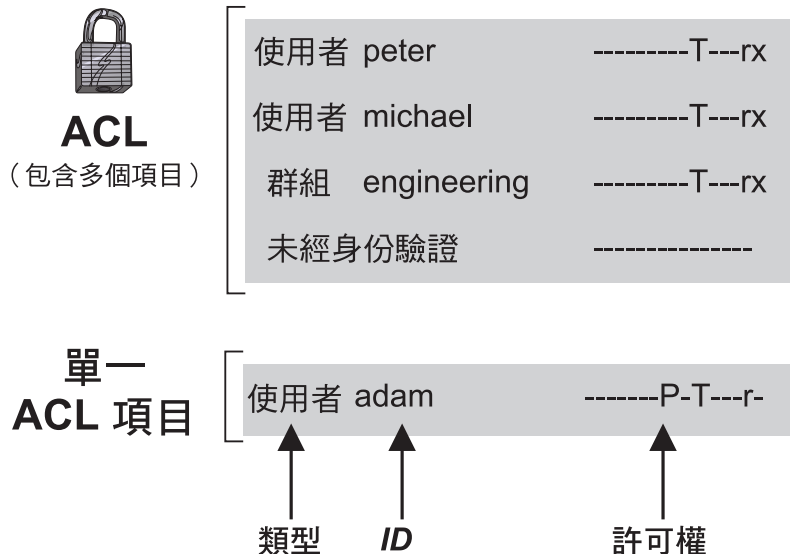 ACL
(包含多個項目)
使用者 peter ---------T---rx
使用者 michael ---------T---rx
群組 engineering ---------T---rx
未經身份驗證 ---------------
單一
ACL 項目
使用者 adam -------P-T---r-
類型 ID 許可權